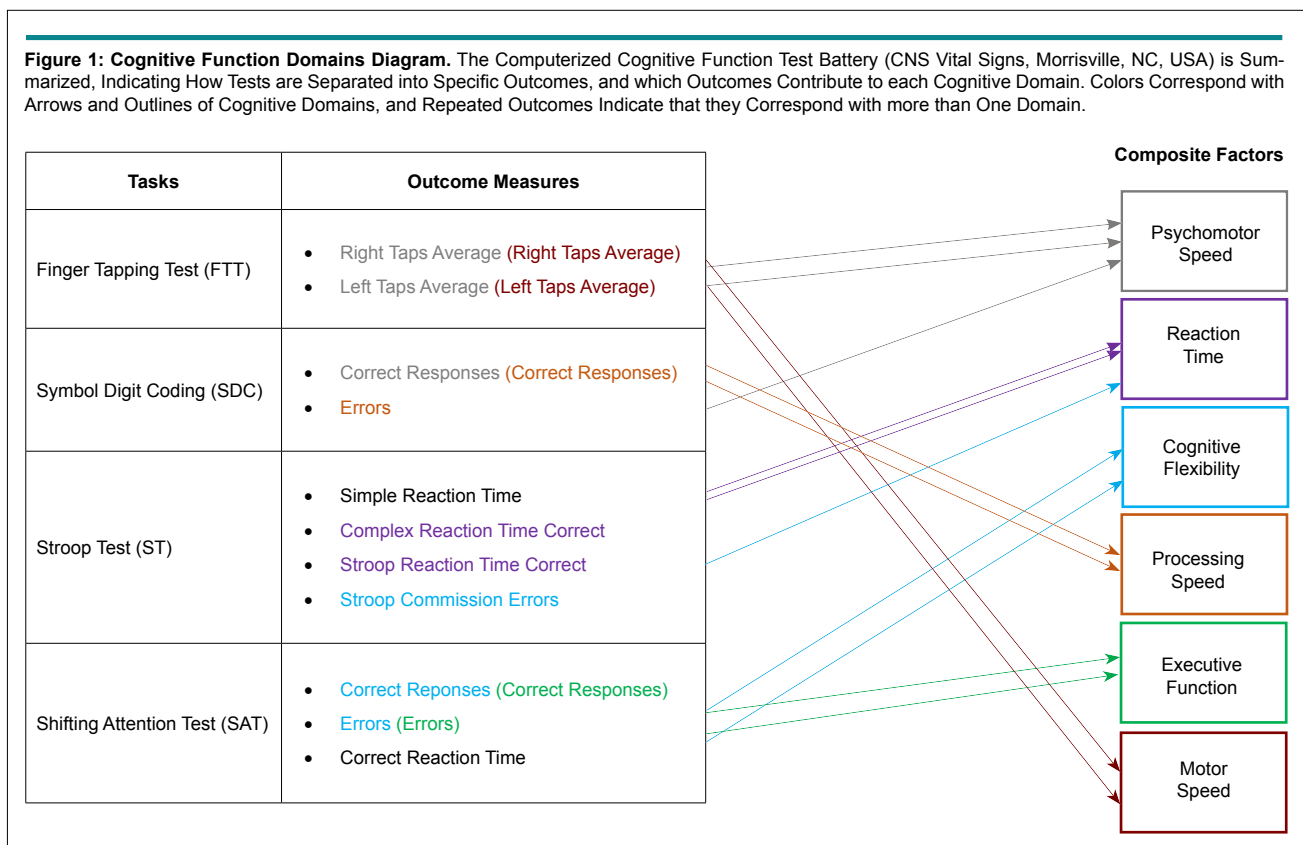 Figure 1: Cognitive Function Domains Diagram. The Computerized Cognitive Function Test Battery (CNS Vital Signs, Morrisville, NC, USA) is Sum-
marized, Indicating How Tests are Separated into Specific Outcomes, and which Outcomes Contribute to each Cognitive Domain. Colors Correspond with
Arrows and Outlines of Cognitive Domains, and Repeated Outcomes Indicate that they Correspond with more than One Domain.
Tasks
Outcome Measures
Finger Tapping Test (FTT)
• Right Taps Average (Right Taps Average)
• Left Taps Average (Left Taps Average)
Symbol Digit Coding (SDC)
• Correct Responses (Correct Responses)
• Errors
Stroop Test (ST)
• Simple Reaction Time
• Complex Reaction Time Correct
• Stroop Reaction Time Correct
• Stroop Commission Errors
Shifting Attention Test (SAT)
• Correct Reponses (Correct Responses)
• Errors (Errors)
• Correct Reaction Time
Composite Factors
Psychomotor
Speed
Reaction
Time
Cognitive
Flexibility
Processing
Speed
Executive
Function
Motor
Speed